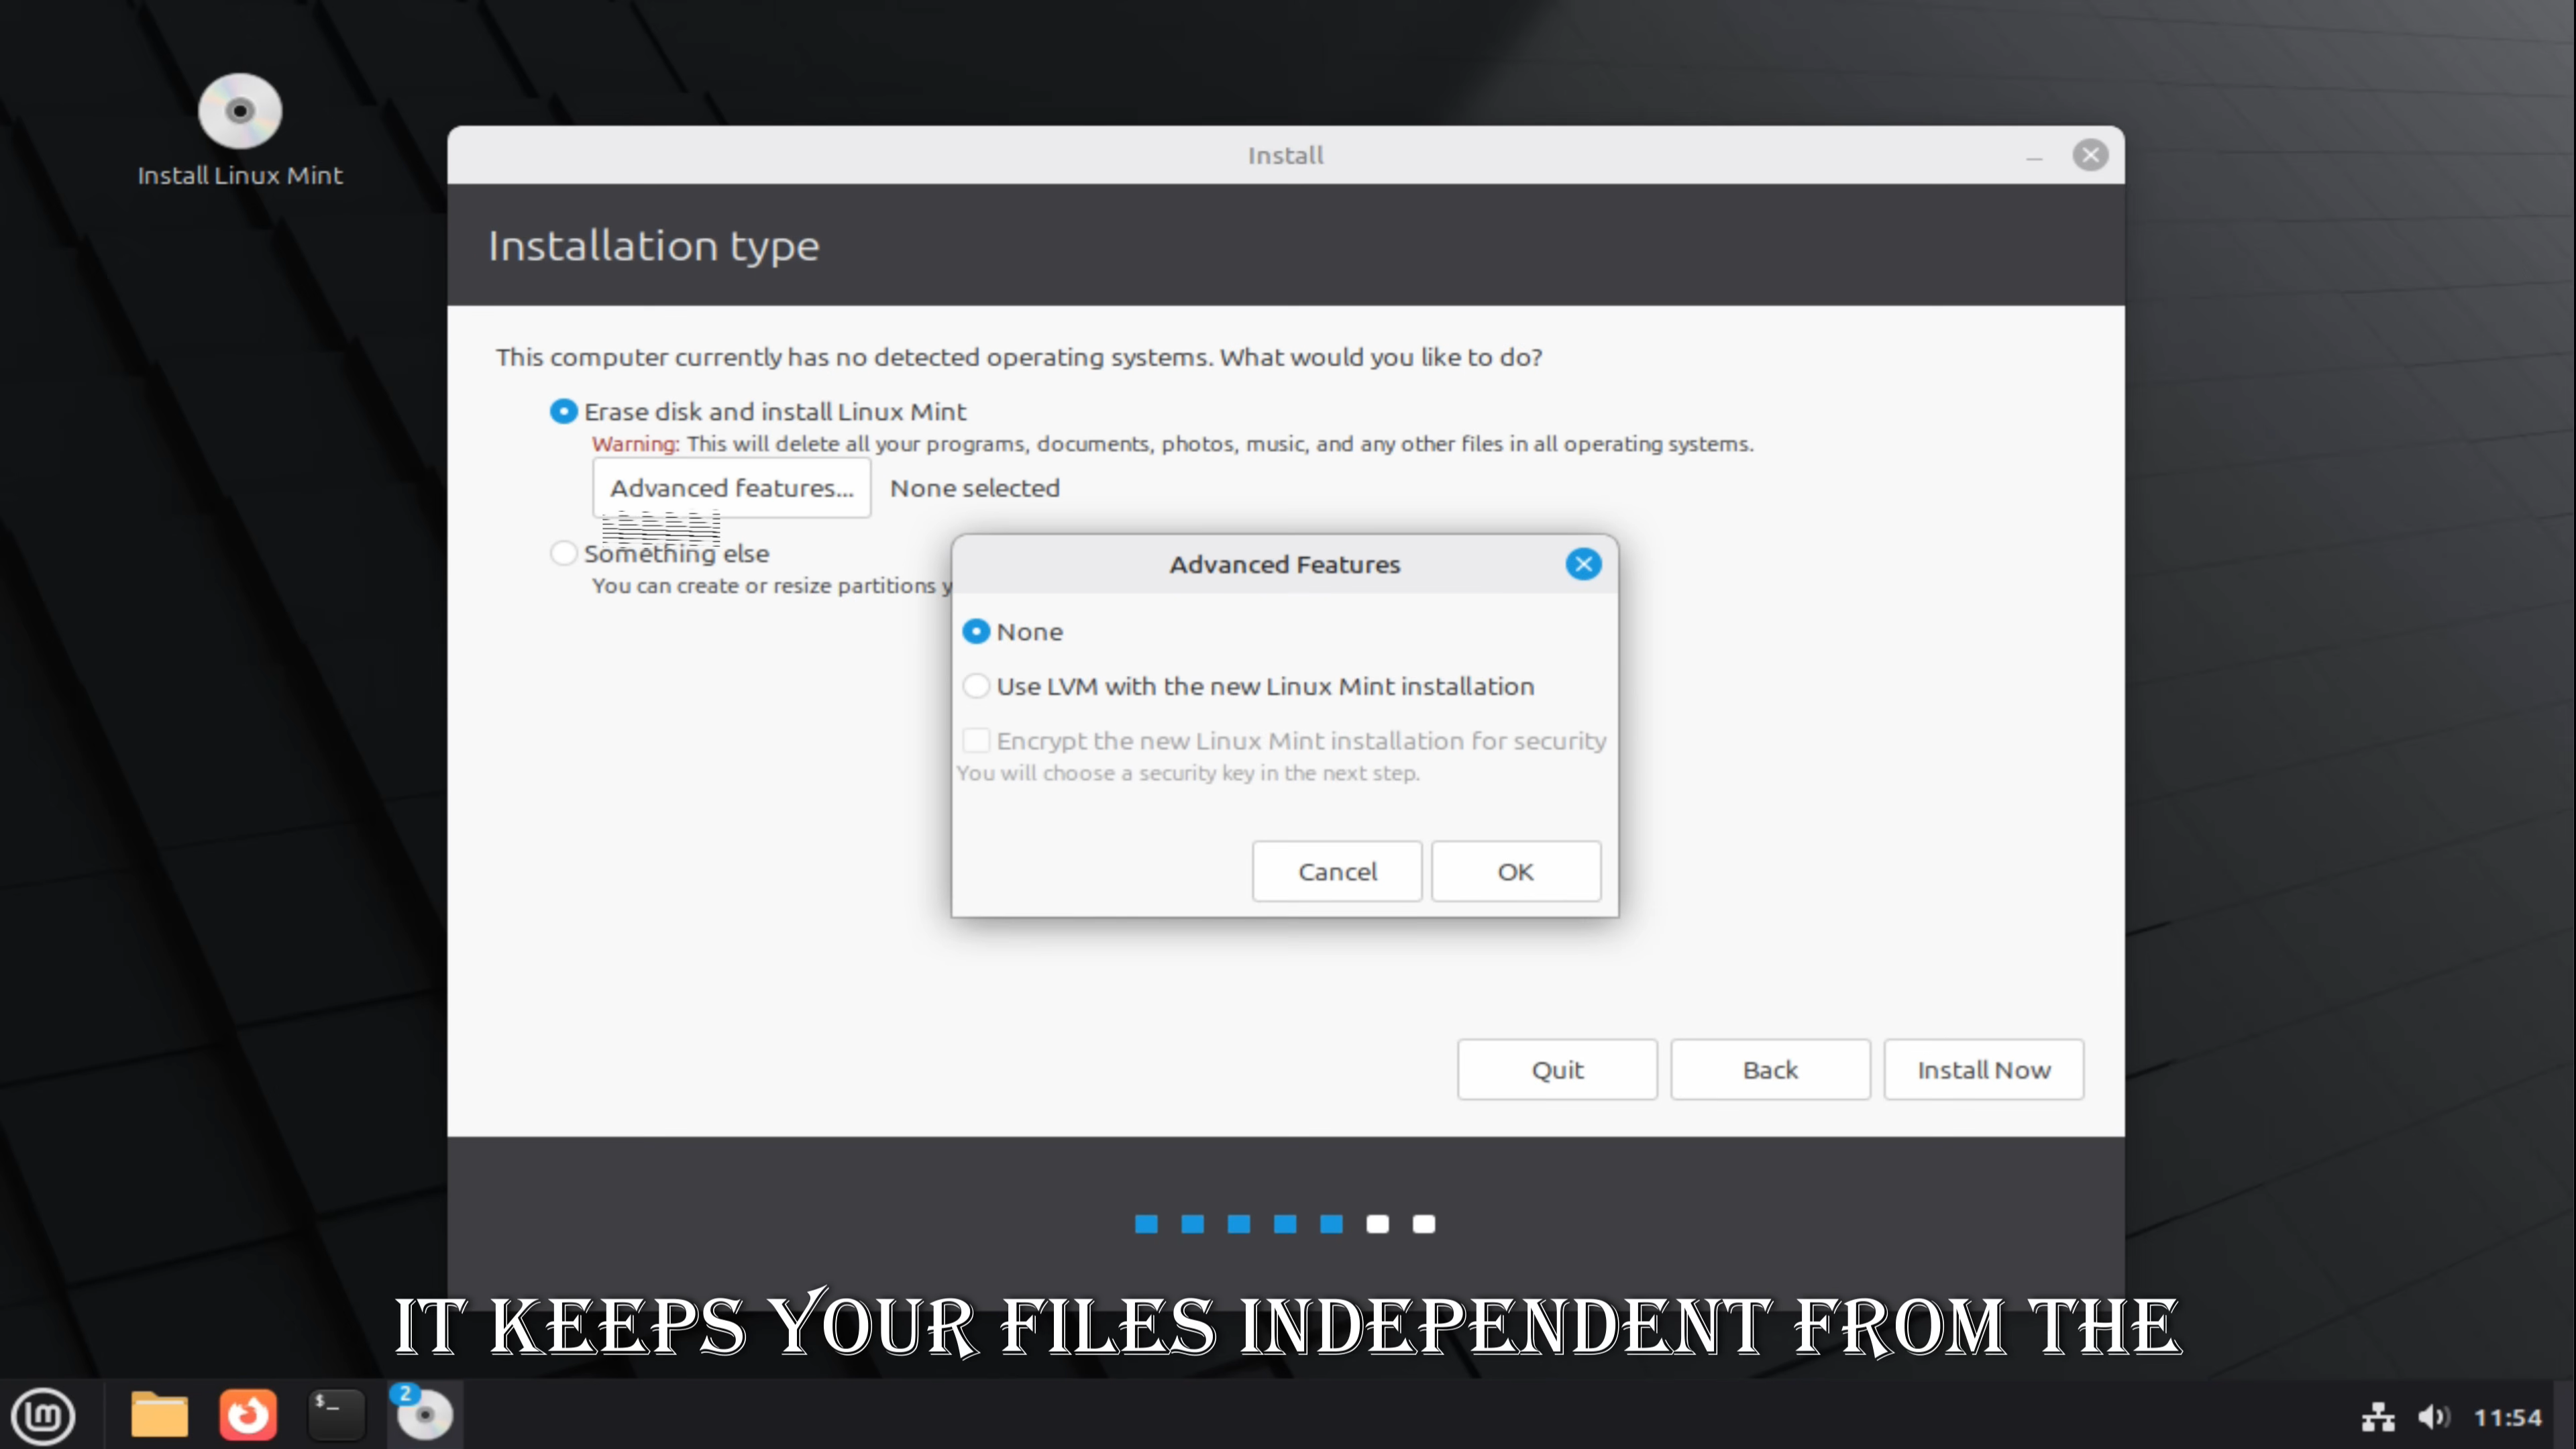 Install Linux Mint
Install
Installation type
This computer currently has no detected operating systems. What would you like to do?
Erase disk and install Linux Mint
Warning: This will delete all your programs, documents, photos, music, and any other files in all operating systems.
Advanced features... None selected
Something else
You can create or resize partitions y
Advanced Features
None
Use LVM with the new Linux Mint installation
Encrypt the new Linux Mint installation for security
You will choose a security key in the next step.
Cancel OK
Quit Back Install Now
IT KEEPS YOUR FILES INDEPENDENT FROM THE
$_ 2 11:54